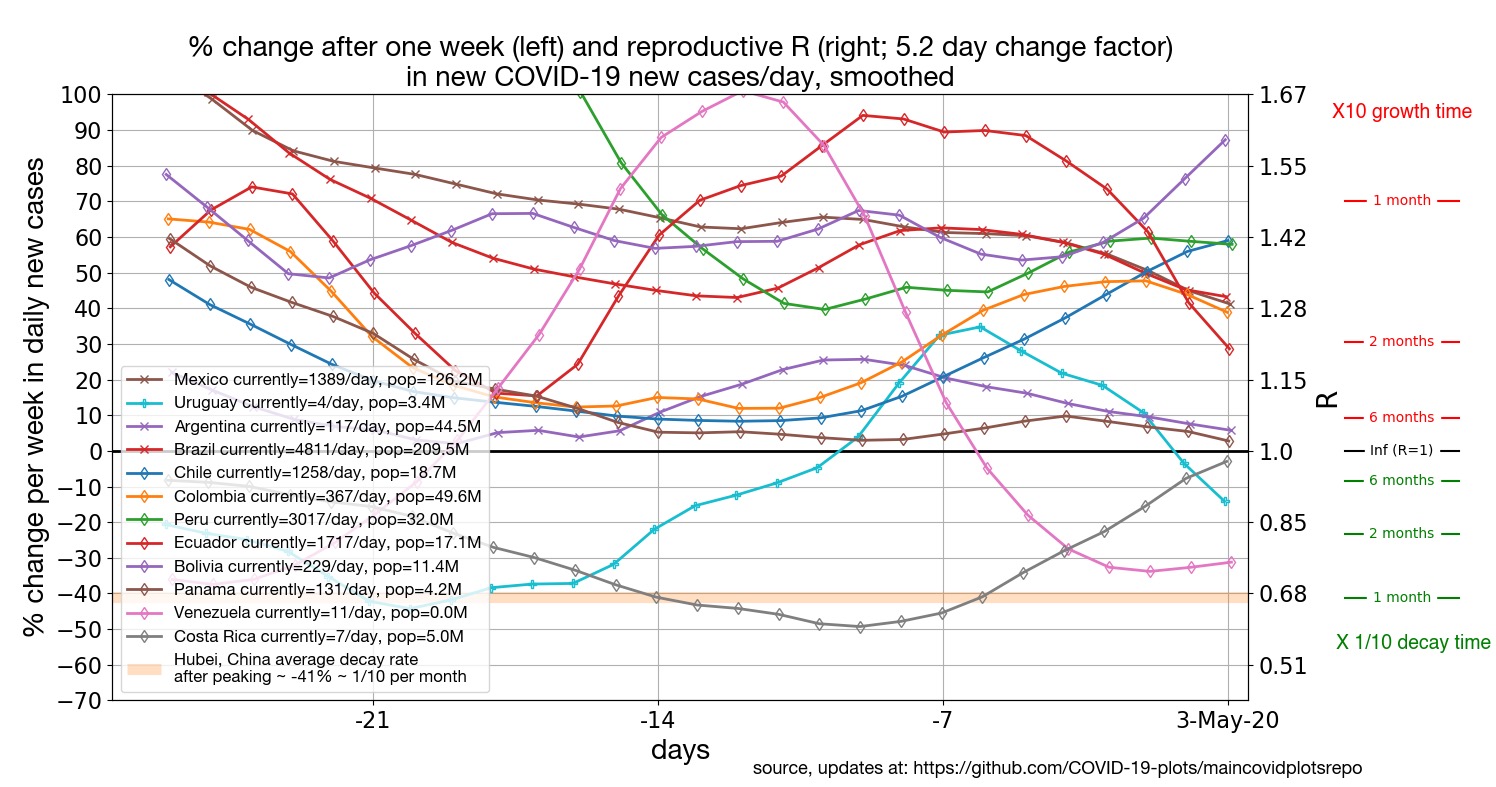 % change after one week (left) and reproductive R (right; 5.2 day change factor)
in new COVID-19 new cases/day, smoothed
% change per week in daily new cases
100
90
80
70
60
50
40
30
20
10
0
−10
−20
−30
−40
−50
−60
−70
Mexico currently=1389/day, pop=126.2M
Uruguay currently=4/day, pop=3.4M
Argentina currently=117/day, pop=44.5M
Brazil currently=4811/day, pop=209.5M
Chile currently=1258/day, pop=18.7M
Colombia currently=367/day, pop=49.6M
Peru currently=3017/day, pop=32.0M
Ecuador currently=1717/day, pop=17.1M
Bolivia currently=229/day, pop=11.4M
Panama currently=131/day, pop=4.2M
Venezuela currently=11/day, pop=0.0M
Costa Rica currently=7/day, pop=5.0M
Hubei, China average decay rate
after peaking ~ -41% ~ 1/10 per month
-21
-14
-7
3-May-20
days
1.67
1.55
1.42
1.28
1.15
1.0
0.85
0.68
0.51
R
X10 growth time
1 month
2 months
6 months
Inf (R=1)
6 months
2 months
1 month
X 1/10 decay time
source, updates at: https://github.com/COVID-19-plots/maincovidplotsrepo